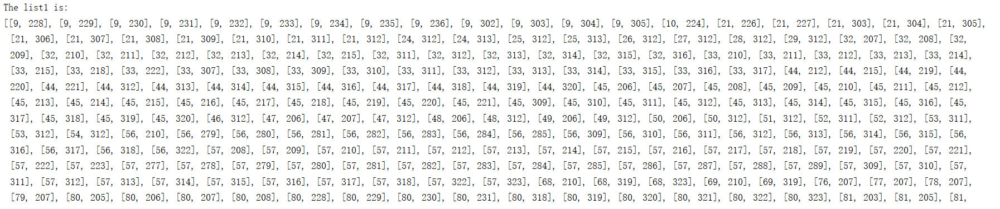 The list1 is:
[[9, 228], [9, 229], [9, 230], [9, 231], [9, 232], [9, 233], [9, 234], [9, 235], [9, 236], [9, 302], [9, 303], [9, 304], [9, 305], [10, 224], [21, 226], [21, 227], [21, 303], [21, 304], [21, 305],
[21, 306], [21, 307], [21, 308], [21, 309], [21, 310], [21, 311], [21, 312], [24, 312], [24, 313], [25, 312], [25, 313], [26, 312], [27, 312], [28, 312], [29, 312], [32, 207], [32, 208], [32,
209], [32, 210], [32, 211], [32, 212], [32, 213], [32, 214], [32, 215], [32, 311], [32, 312], [32, 313], [32, 314], [32, 315], [32, 316], [33, 210], [33, 211], [33, 212], [33, 213], [33, 214],
[33, 215], [33, 218], [33, 222], [33, 307], [33, 308], [33, 309], [33, 310], [33, 311], [33, 312], [33, 313], [33, 314], [33, 315], [33, 316], [33, 317], [44, 212], [44, 215], [44, 219], [44,
220], [44, 221], [44, 312], [44, 313], [44, 314], [44, 315], [44, 316], [44, 317], [44, 318], [44, 319], [44, 320], [45, 206], [45, 207], [45, 208], [45, 209], [45, 210], [45, 211], [45, 212],
[45, 213], [45, 214], [45, 215], [45, 216], [45, 217], [45, 218], [45, 219], [45, 220], [45, 221], [45, 309], [45, 310], [45, 311], [45, 312], [45, 313], [45, 314], [45, 315], [45, 316], [45,
317], [45, 318], [45, 319], [45, 320], [46, 312], [47, 206], [47, 207], [47, 312], [48, 206], [48, 312], [49, 206], [49, 312], [50, 206], [50, 312], [51, 312], [52, 311], [52, 312], [53, 311],
[53, 312], [54, 312], [56, 210], [56, 279], [56, 280], [56, 281], [56, 282], [56, 283], [56, 284], [56, 285], [56, 309], [56, 310], [56, 311], [56, 312], [56, 313], [56, 314], [56, 315], [56,
316], [56, 317], [56, 318], [56, 322], [57, 208], [57, 209], [57, 210], [57, 211], [57, 212], [57, 213], [57, 214], [57, 215], [57, 216], [57, 217], [57, 218], [57, 219], [57, 220], [57, 221],
[57, 222], [57, 223], [57, 277], [57, 278], [57, 279], [57, 280], [57, 281], [57, 282], [57, 283], [57, 284], [57, 285], [57, 286], [57, 287], [57, 288], [57, 289], [57, 309], [57, 310], [57,
311], [57, 312], [57, 313], [57, 314], [57, 315], [57, 316], [57, 317], [57, 318], [57, 322], [57, 323], [68, 210], [68, 319], [68, 323], [69, 210], [69, 319], [76, 207], [77, 207], [78, 207],
[79, 207], [80, 205], [80, 206], [80, 207], [80, 208], [80, 228], [80, 229], [80, 230], [80, 231], [80, 318], [80, 319], [80, 320], [80, 321], [80, 322], [80, 323], [81, 203], [81, 205], [81,